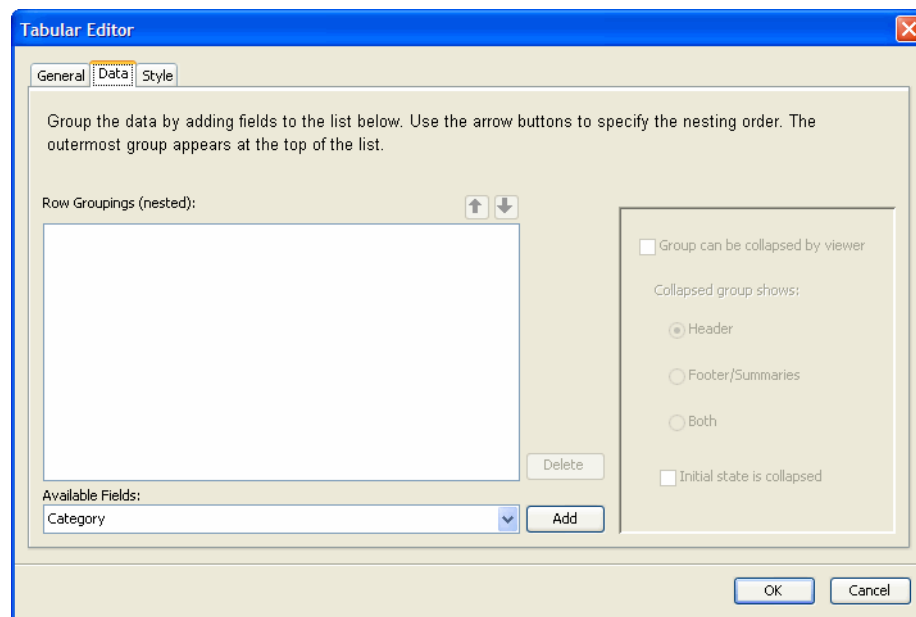 Tabular Editor
General Data Style
Group the data by adding fields to the list below. Use the arrow buttons to specify the nesting order. The
outermost group appears at the top of the list.
Row Groupings (nested):
Group can be collapsed by viewer
Collapsed group shows:
Header
Footer/Summaries
Both
Initial state is collapsed
Delete
Available Fields:
Category
Add
OK Cancel